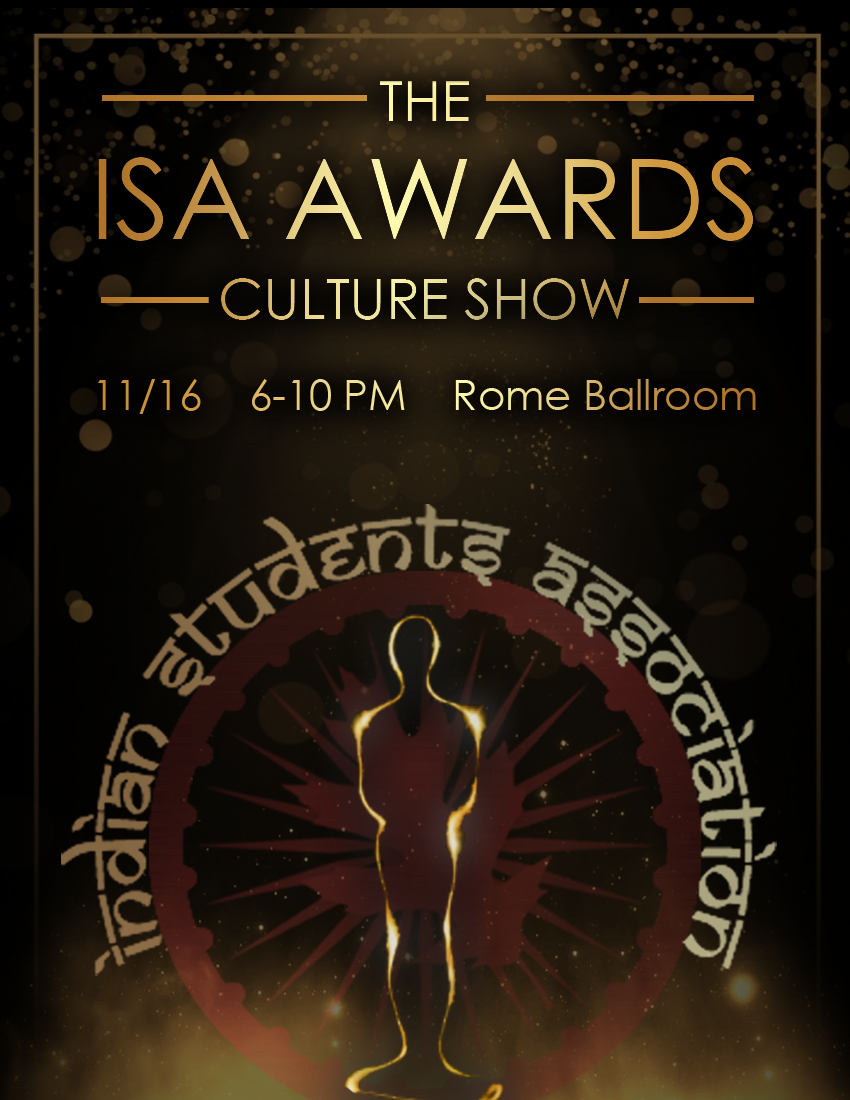 THE
ISA AWARDS
CULTURE SHOW
11/16 6-10 PM Rome Ballroom
indian students association